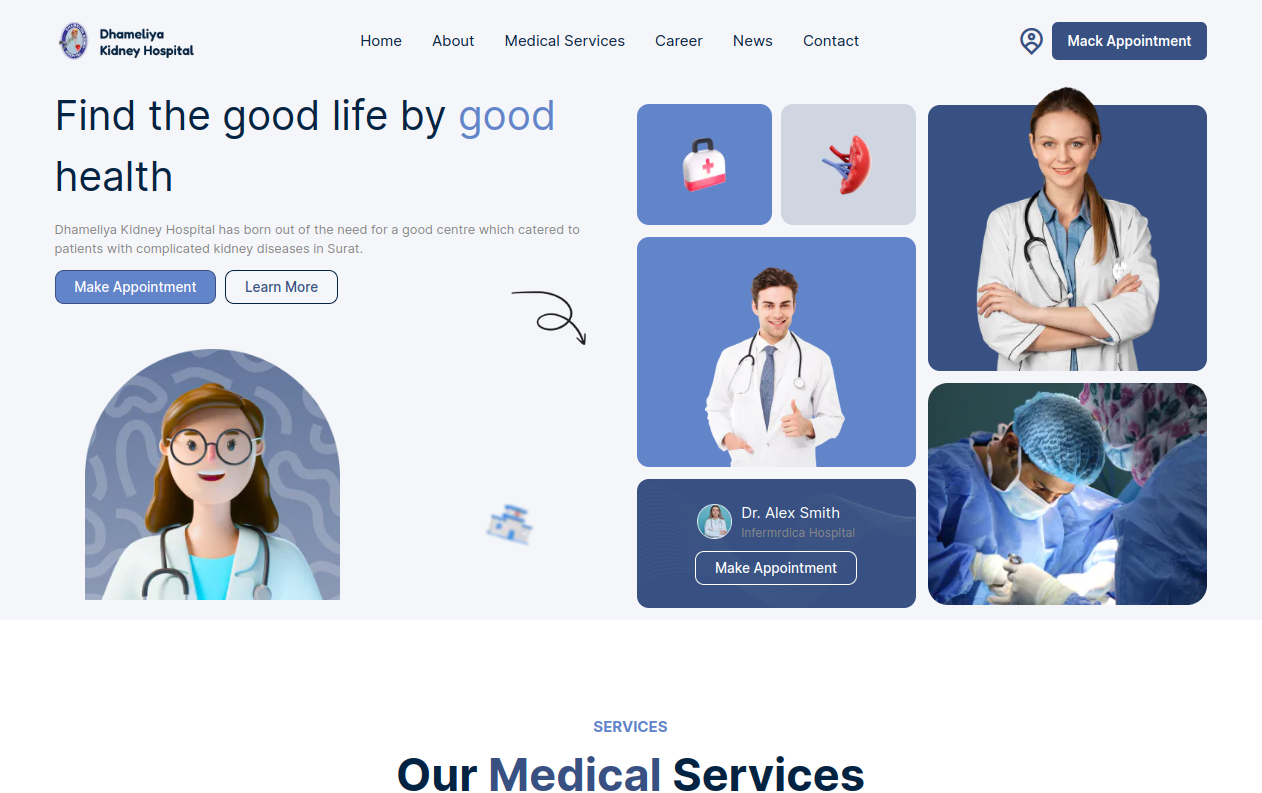 Dhameliya
Kidney Hospital
Home
About
Medical Services
Career
News
Contact
Mack Appointment
Find the good life by good
health
Dhameliya Kidney Hospital has born out of the need for a good centre which catered to
patients with complicated kidney diseases in Surat.
Make Appointment
Learn More
Dr. Alex Smith
Infermrdica Hospital
Make Appointment
SERVICES
Our Medical Services